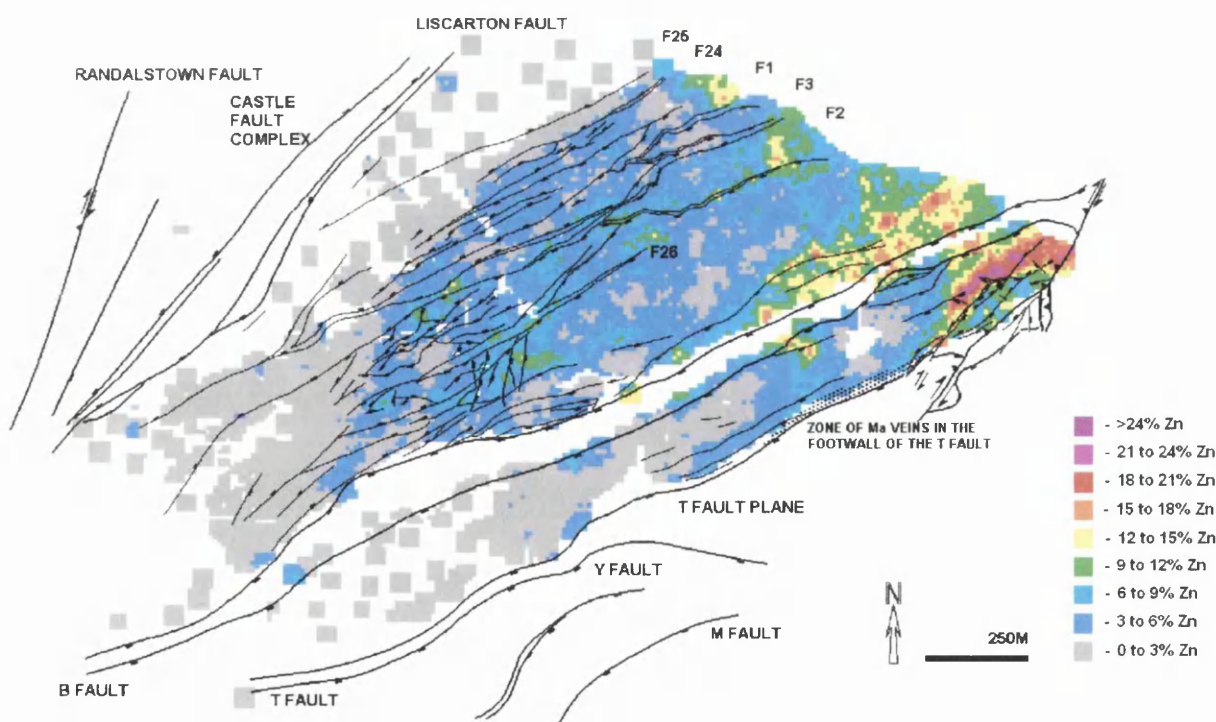 LISCARTON FAULT
F25
F24
RANDALSTOWN FAULT
F1
CASTLE
FAULT
COMPLEX
F3
F2
F26
ZONE OF Ma VEINS IN THE
FOOTWALL OF THE T FAULT
T FAULT PLANE
Y FAULT
M FAULT
B FAULT
T FAULT
N
250M
- >24% Zn
- 21 to 24% Zn
- 18 to 21% Zn
- 15 to 18% Zn
- 12 to 15% Zn
- 9 to 12% Zn
- 6 to 9% Zn
- 3 to 6% Zn
- 0 to 3% Zn